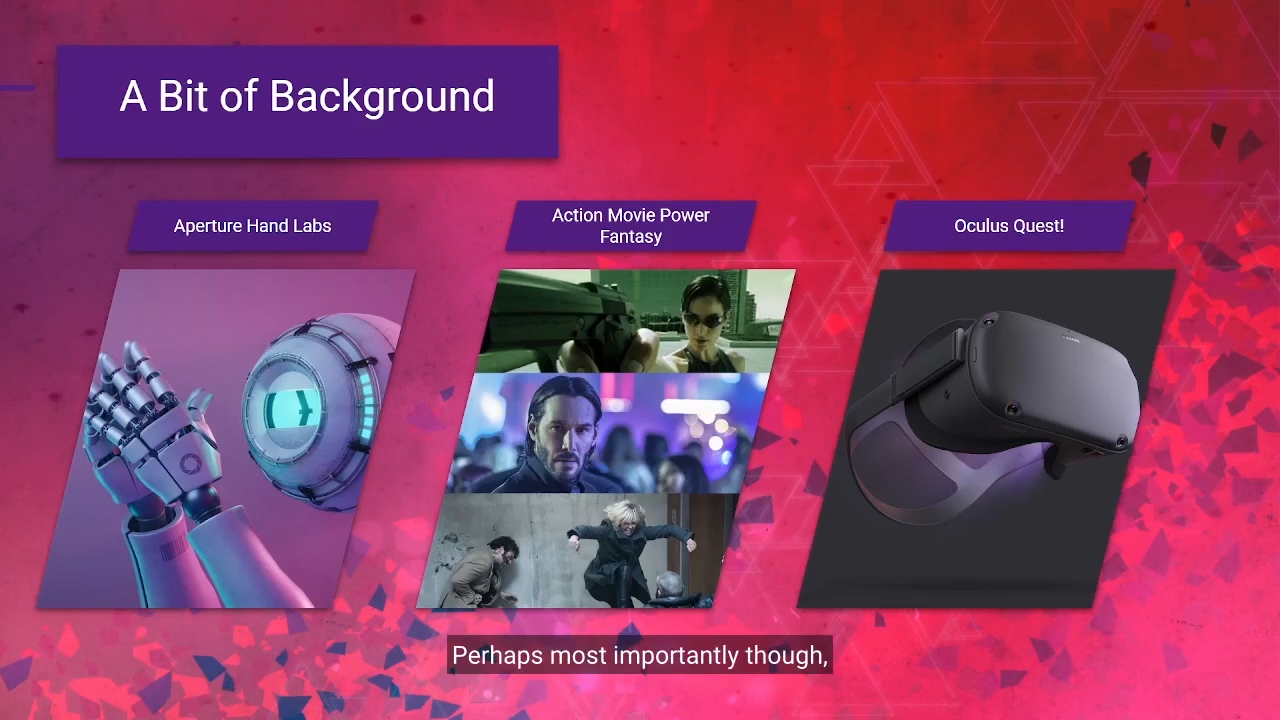 A Bit of Background
Aperture Hand Labs
Action Movie Power
Fantasy
Oculus Quest!
Perhaps most importantly though,